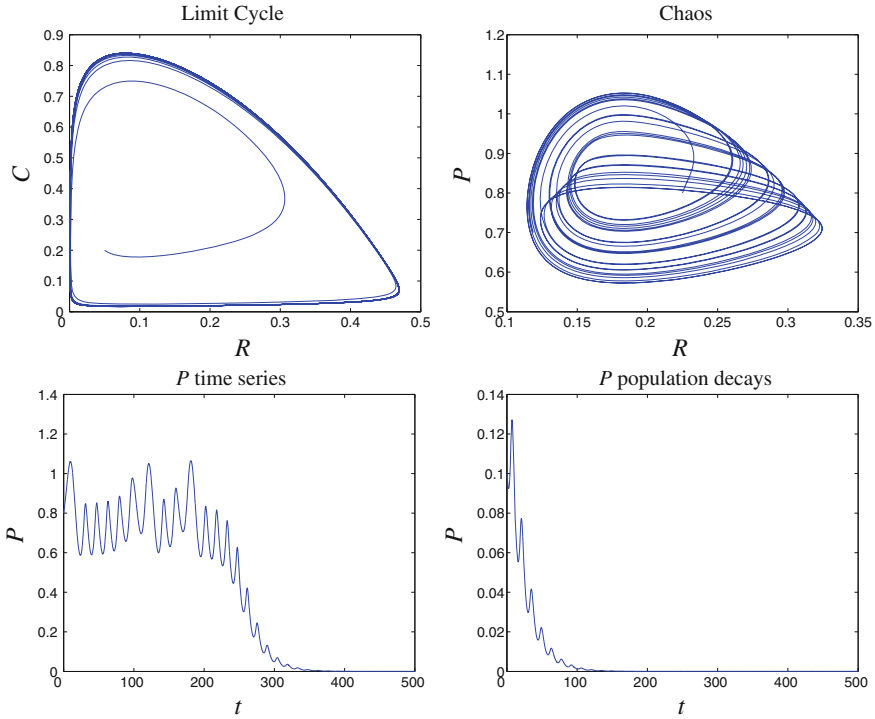 Limit Cycle
0.9
0.8
0.7
0.6
0.5
0.4
0.3
0.2
0.1
0
C
0 0.1 0.2 0.3 0.4 0.5
R
Chaos
1.2
1.1
1
0.9
0.8
0.7
0.6
0.5
P
0.1 0.15 0.2 0.25 0.3 0.35
R
P time series
1.4
1.2
1
0.8
0.6
0.4
0.2
0
P
0 100 200 300 400 500
t
P population decays
0.14
0.12
0.1
0.08
0.06
0.04
0.02
0
P
0 100 200 300 400 500
t